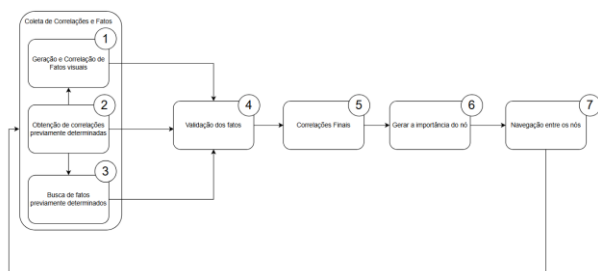 Coleta de Correlações e Fatos
1
Geração e Correlação de
Fatos visuais
2
Obtenção de correlações
previamente determinadas
3
Busca de fatos
previamente determinados
4
Validação dos fatos
5
Correlações Finais
6
Gerar a importância do nó
7
Navegação entre os nós